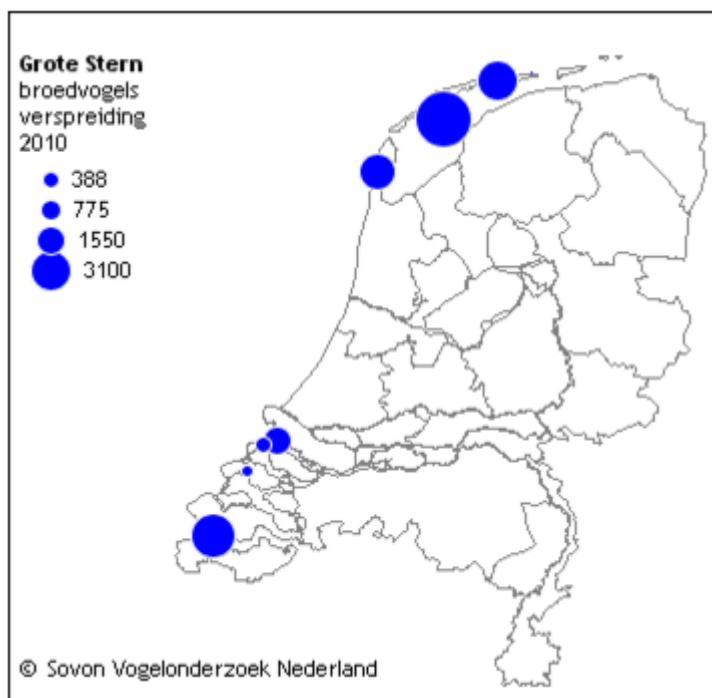 Grote Stern
broedvogels
verspreiding
2010
388
775
1550
3100
© Sovon Vogelonderzoek Nederland